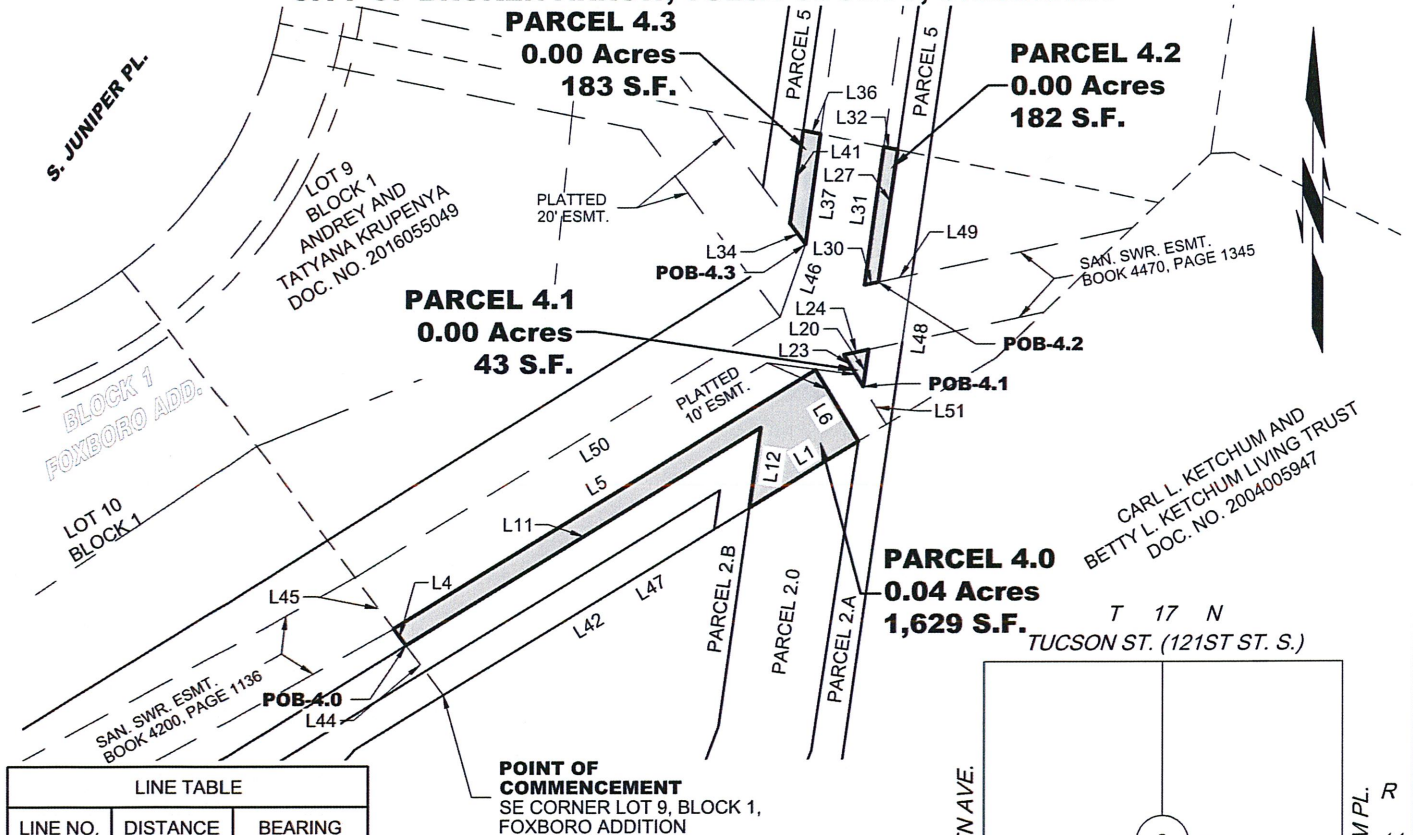 PARCEL 4.3
0.00 Acres
183 S.F.
PARCEL 5
PARCEL 5
PARCEL 4.2
0.00 Acres
182 S.F.
S. JUNIPER PL.
L36
L32
L41
L27
L37
L31
LOT 9
BLOCK 1
ANDREY AND
TATYANA KRUPENYA
DOC. NO. 2016055049
PLATTED
20' ESMT.
L34
L30
L49
POB-4.3
L46
SAN. SWR. ESMT.
BOOK 4470, PAGE 1345
PARCEL 4.1
0.00 Acres
43 S.F.
L24
L20
L23
L48
POB-4.2
POB-4.1
L51
PLATTED
10' ESMT.
BLOCK 1
FOXBORO ADD.
L50
L6
L5
L12
L1
CARL L. KETCHUM AND
BETTY L. KETCHUM LIVING TRUST
DOC. NO. 2004005947
LOT 10
BLOCK 1
L11
PARCEL 4.0
0.04 Acres
1,629 S.F.
L4
L45
L47
L42
PARCEL 2.B
PARCEL 2.0
PARCEL 2.A
T 17 N
TUCSON ST. (121ST ST. S.)
SAN. SWR. ESMT.
BOOK 4200, PAGE 1136
POB-4.0
L44
POINT OF
COMMENCEMENT
SE CORNER LOT 9, BLOCK 1,
FOXBORO ADDITION
LINE TABLE
LINE NO. DISTANCE BEARING
N AVE.
M PL.
R